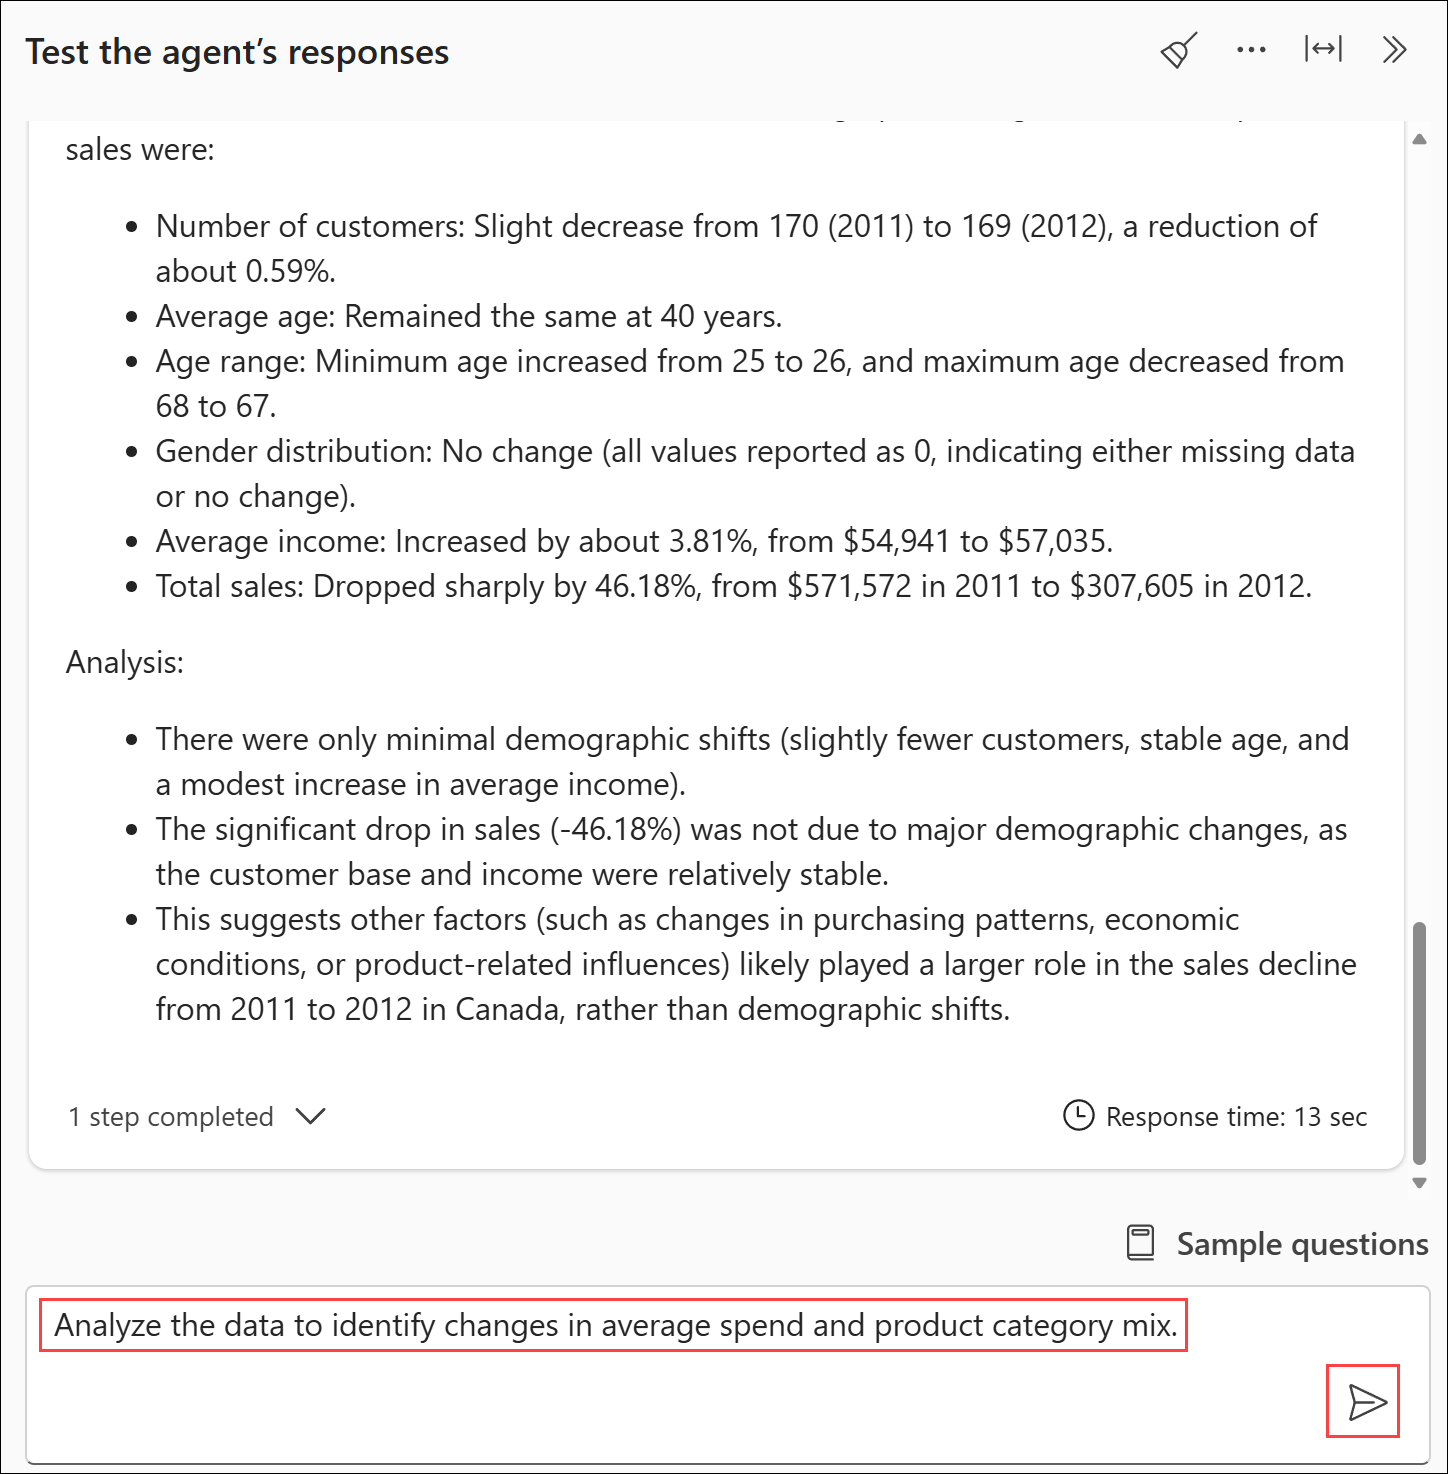 Test the agent’s responses
sales were:
• Number of customers: Slight decrease from 170 (2011) to 169 (2012), a reduction of
about 0.59%.
• Average age: Remained the same at 40 years.
• Age range: Minimum age increased from 25 to 26, and maximum age decreased from
68 to 67.
• Gender distribution: No change (all values reported as 0, indicating either missing data
or no change).
• Average income: Increased by about 3.81%, from $54,941 to $57,035.
• Total sales: Dropped sharply by 46.18%, from $571,572 in 2011 to $307,605 in 2012.
Analysis:
• There were only minimal demographic shifts (slightly fewer customers, stable age, and
a modest increase in average income).
• The significant drop in sales (-46.18%) was not due to major demographic changes, as
the customer base and income were relatively stable.
• This suggests other factors (such as changes in purchasing patterns, economic
conditions, or product-related influences) likely played a larger role in the sales decline
from 2011 to 2012 in Canada, rather than demographic shifts.
1 step completed
Response time: 13 sec
Sample questions
Analyze the data to identify changes in average spend and product category mix.